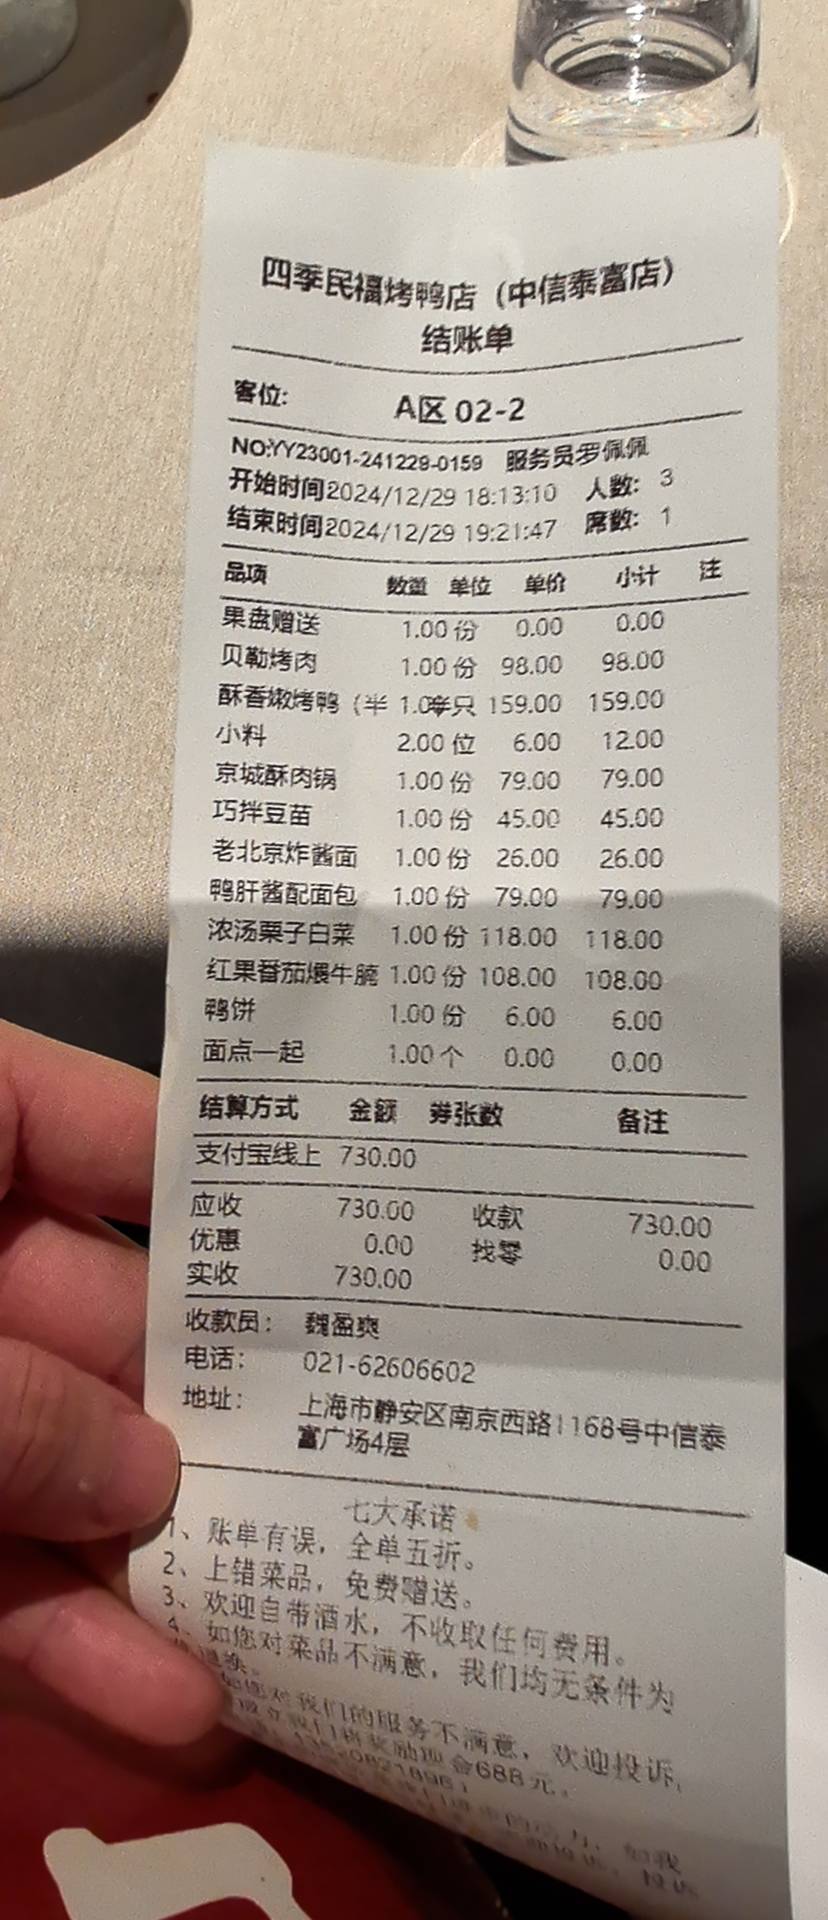 四季民福烤鸭店（中信泰富店）
结账单
客位: A区 02-2
NO:YY23001-241229-0159 服务员罗佩佩
开始时间2024/12/29 18:13:10 人数: 3
结束时间2024/12/29 19:21:47 席数: 1
品项 数量 单位 单价 小计 注
果盘赠送 1.00 份 0.00 0.00
贝勒烤肉 1.00 份 98.00 98.00
酥香嫩烤鸭（半 1.00半只 159.00 159.00
小料 2.00 位 6.00 12.00
京城酥肉锅 1.00 份 79.00 79.00
巧拌豆苗 1.00 份 45.00 45.00
老北京炸酱面 1.00 份 26.00 26.00
鸭肝酱配面包 1.00 份 79.00 79.00
浓汤栗子白菜 1.00 份 118.00 118.00
红果番茄煨牛腩 1.00 份 108.00 108.00
鸭饼 1.00 份 6.00 6.00
面点一起 1.00 个 0.00 0.00
结算方式 金额 券张数 备注
支付宝线上 730.00
应收 730.00 收款 730.00
优惠 0.00 找零 0.00
实收 730.00
收款员: 魏盈爽
电话: 021-62606602
地址: 上海市静安区南京西路1168号中信泰
富广场4层
七大承诺
1、账单有误，全单五折。
2、上错菜品，免费赠送。
3、欢迎自带酒水，不收取任何费用。
4、如您对菜品不满意，我们均无条件为
退换。
如您对我们的服务不满意，欢迎投诉，
我们将奖励现金688元。